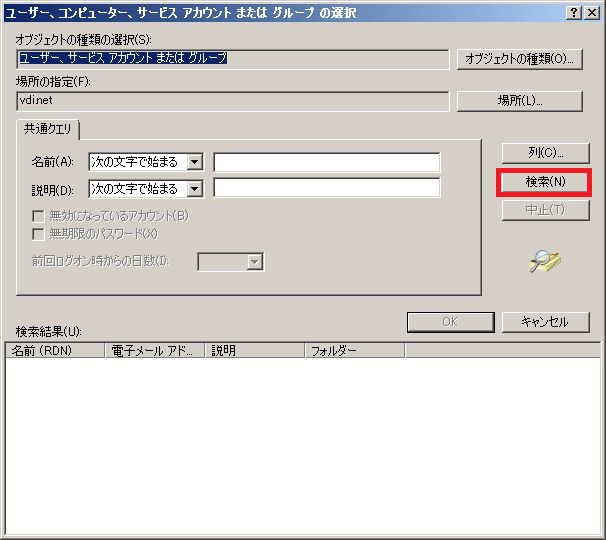 ユーザー、コンピューター、サービス アカウント または グループ の選択
オブジェクトの種類の選択(S):
ユーザー、サービス アカウント または グループ
オブジェクトの種類(O)...
場所の指定(F):
vdi.net
場所(L)...
共通クエリ
名前(A):
次の文字で始まる
説明(D):
次の文字で始まる
無効になっているアカウント(B)
無期限のパスワード(X)
前回ログオン時からの日数(I):
列(C)...
検索(N)
中止(T)
OK
キャンセル
検索結果(U):
名前 (RDN) 電子メール アド... 説明 フォルダー